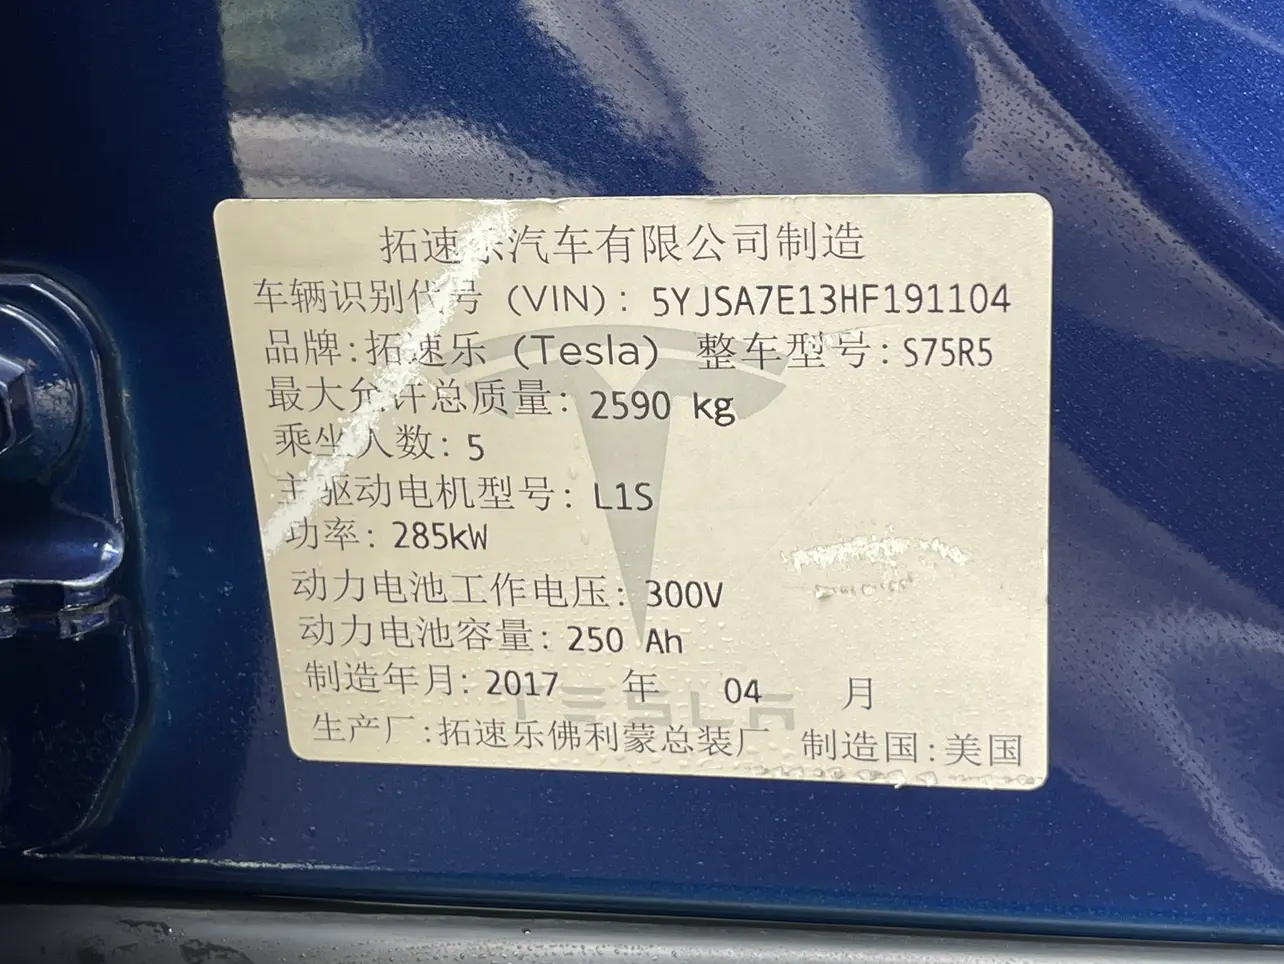 拓速乐汽车有限公司制造
车辆识别代号 (VIN): 5YJSA7E13HF191104
品牌:拓速乐 (Tesla) 整车型号:S75R5
最大允许总质量: 2590 kg
乘坐人数: 5
主驱动电机型号: L1S
功率: 285kW
动力电池工作电压: 300V
动力电池容量: 250 Ah
制造年月: 2017 年 04 月
TESLA
生产厂:拓速乐佛利蒙总装厂 制造国:美国